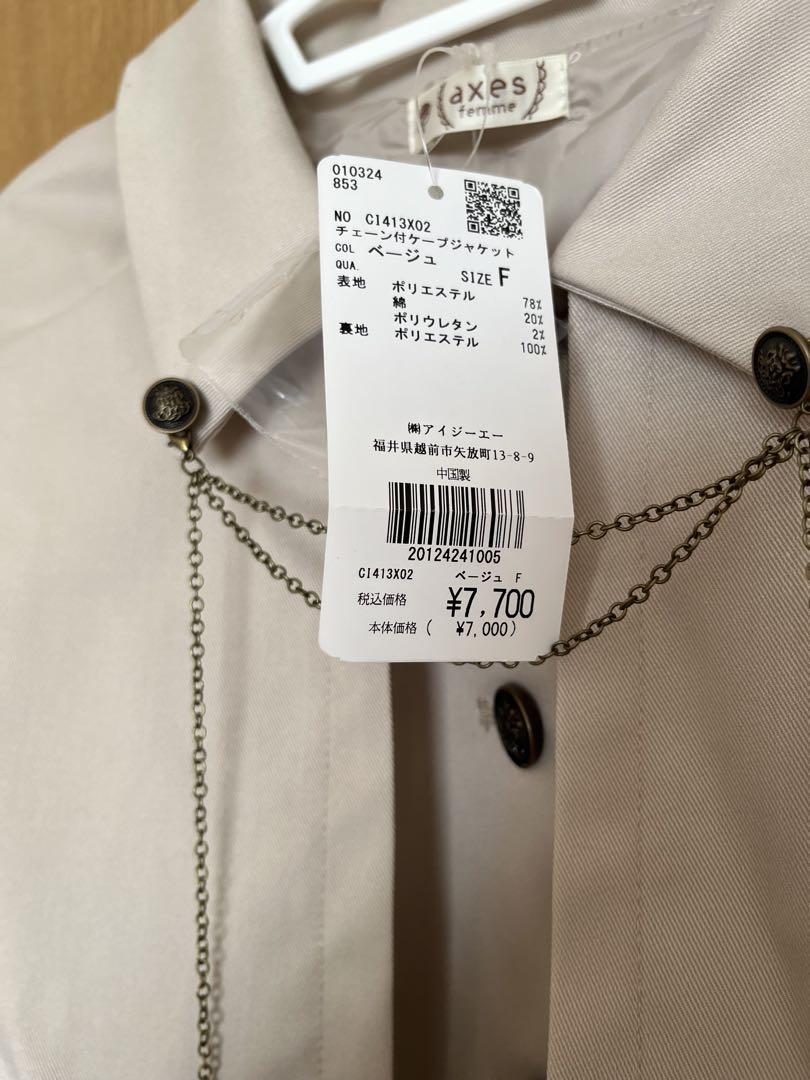 axes
femme
010324
853
NO CI413X02
チェーン付ケープジャケット
COL ベージュ
QUA. SIZE F
表地 ポリエステル 78%
綿 20%
ポリウレタン 2%
裏地 ポリエステル 100%
㈱アイジーエー
福井県越前市矢放町13-8-9
中国製
20124241005
CI413X02 ベージュ F
税込価格 ¥7,700
本体価格( ¥7,000)